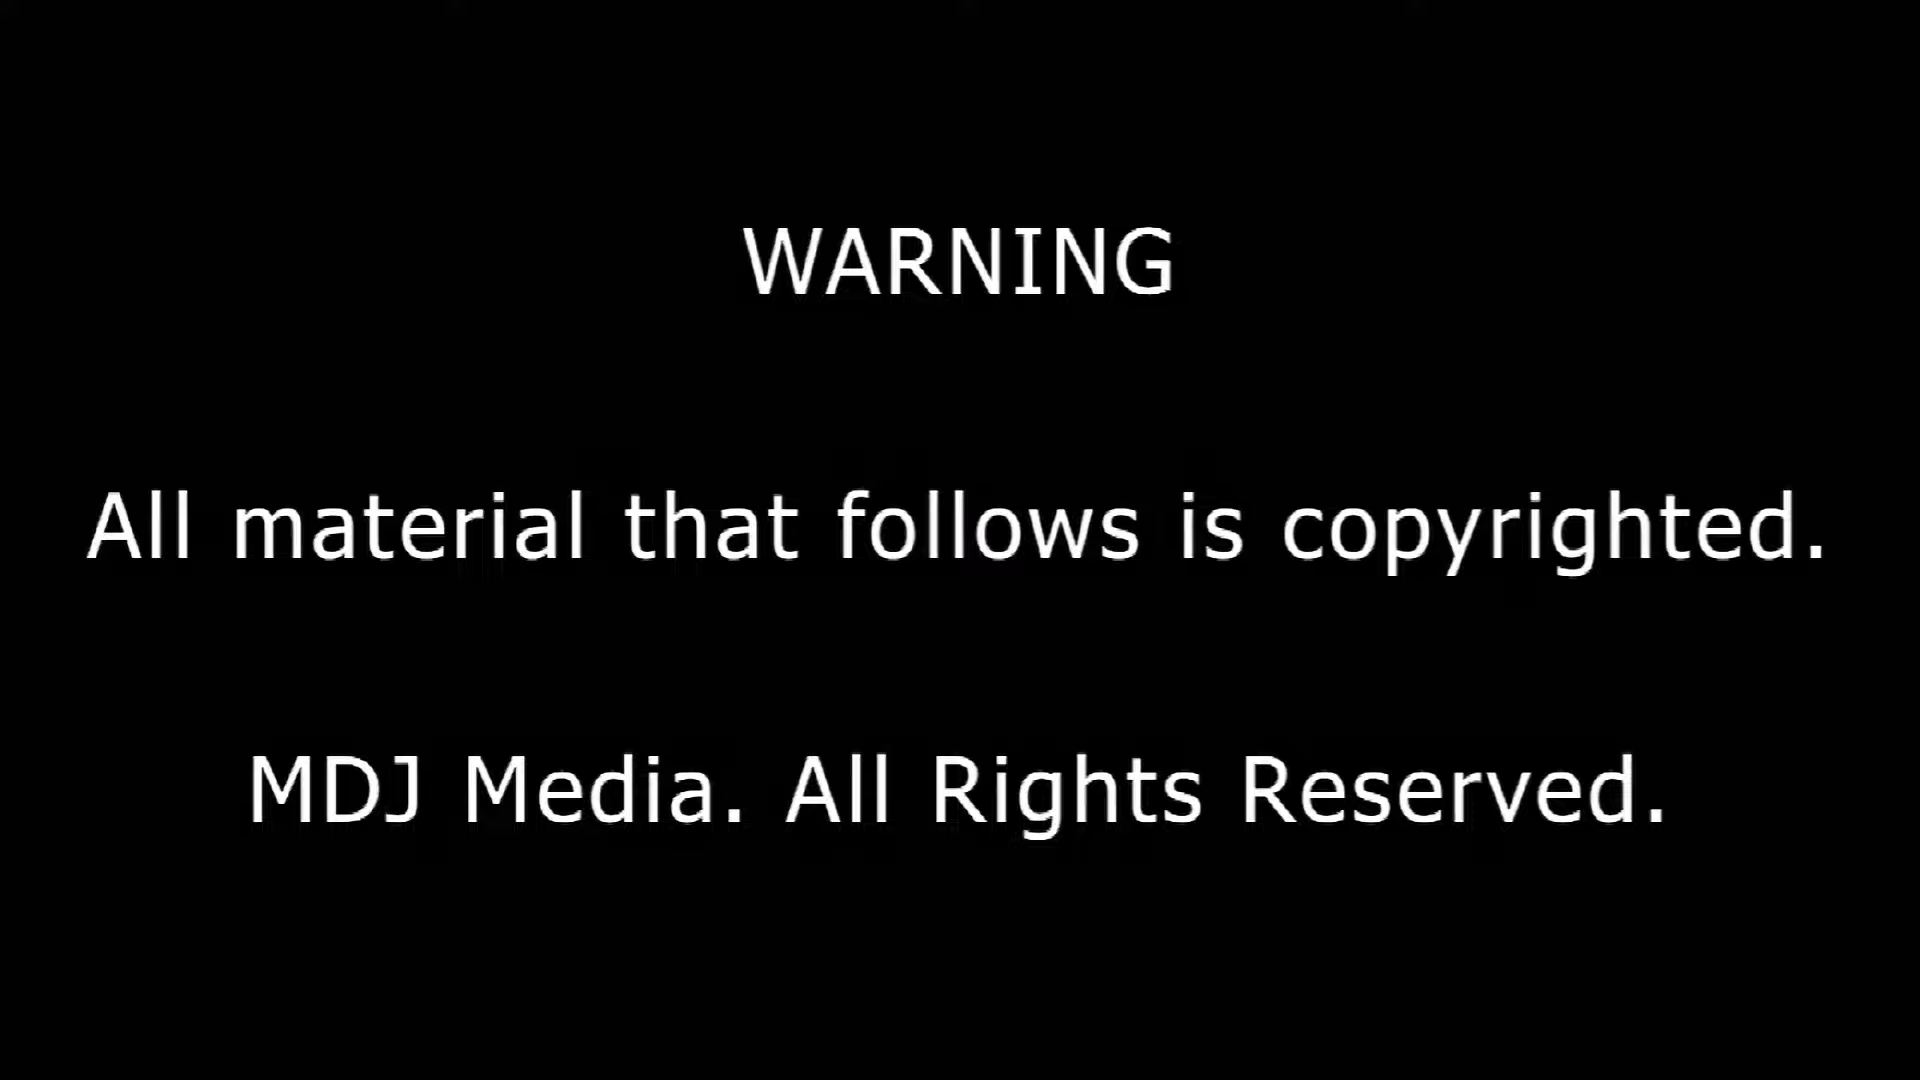 WARNING
All material that follows is copyrighted.
MDJ Media. All Rights Reserved.